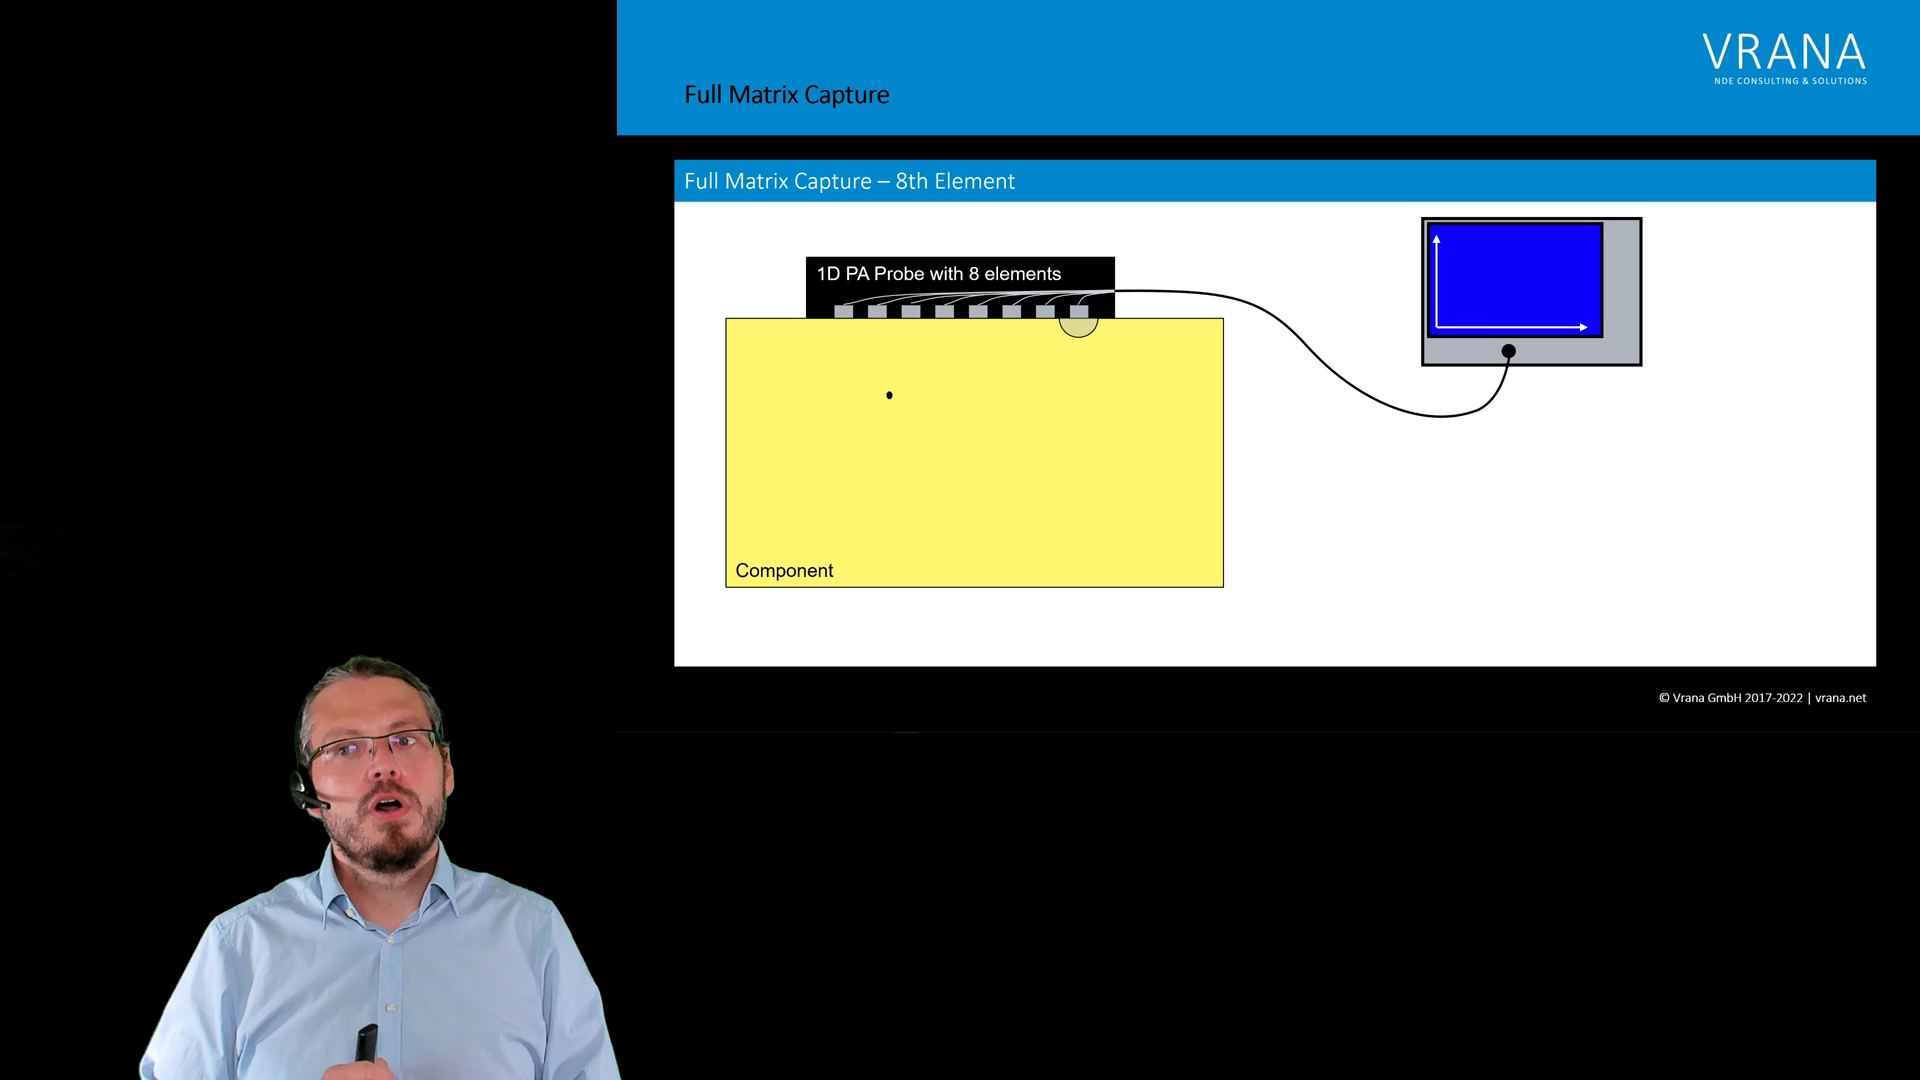 VRANA
NDE CONSULTING & SOLUTIONS
Full Matrix Capture
Full Matrix Capture – 8th Element
1D PA Probe with 8 elements
Component
© Vrana GmbH 2017-2022 | vrana.net